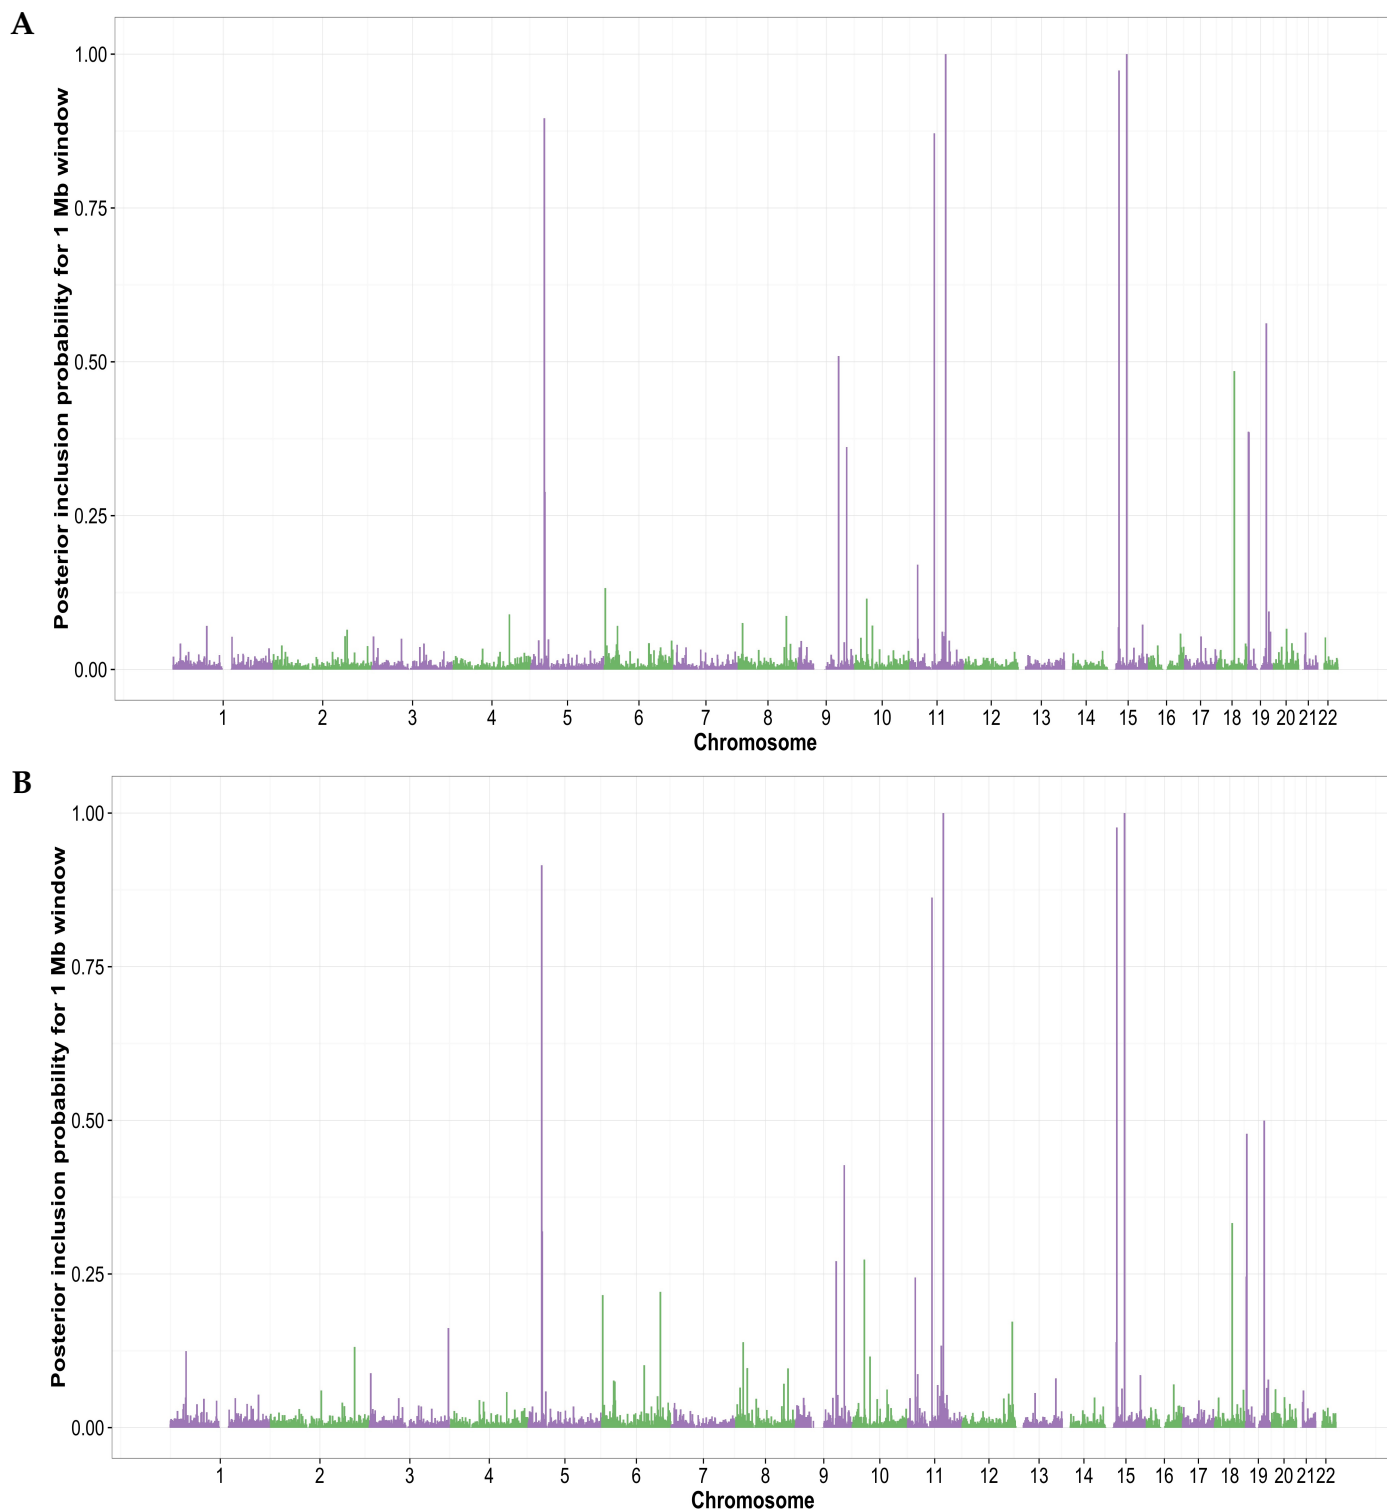 A
Posterior inclusion probability for 1 Mb window
1.00
0.75
0.50
0.25
0.00
1 2 3 4 5 6 7 8 9 10 11 12 13 14 15 16 17 18 19 20 21 22
Chromosome
B
Posterior inclusion probability for 1 Mb window
1.00
0.75
0.50
0.25
0.00
1 2 3 4 5 6 7 8 9 10 11 12 13 14 15 16 17 18 19 20 21 22
Chromosome